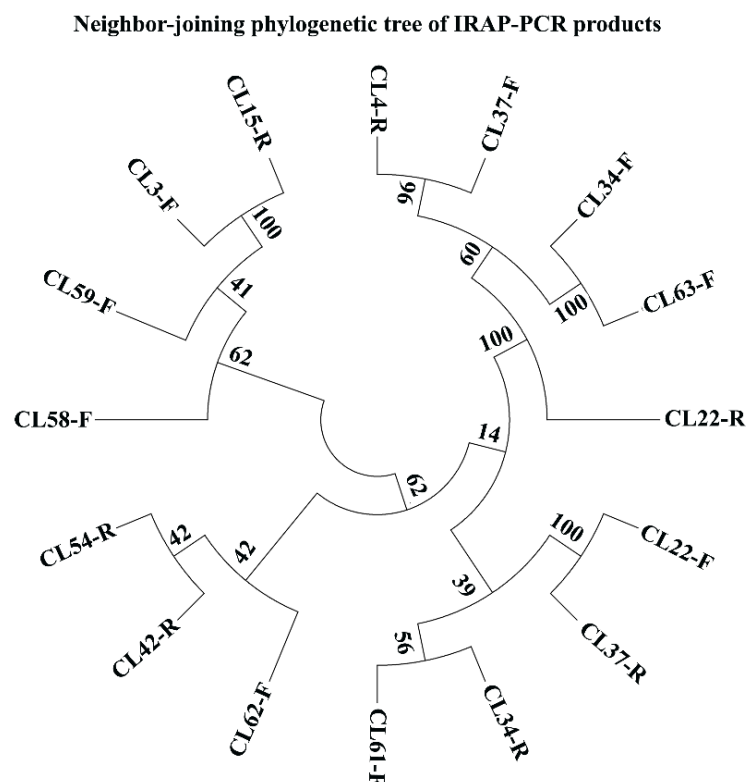 Neighbor-joining phylogenetic tree of IRAP-PCR products
CL4-R
CL37-F
CL34-F
CL63-F
CL22-R
CL22-F
CL37-R
CL34-R
CL62-F
CL42-R
CL54-R
CL58-F
CL59-F
CL3-F
CL15-R
96
60
100
100
14
100
39
56
62
42
42
62
41
100